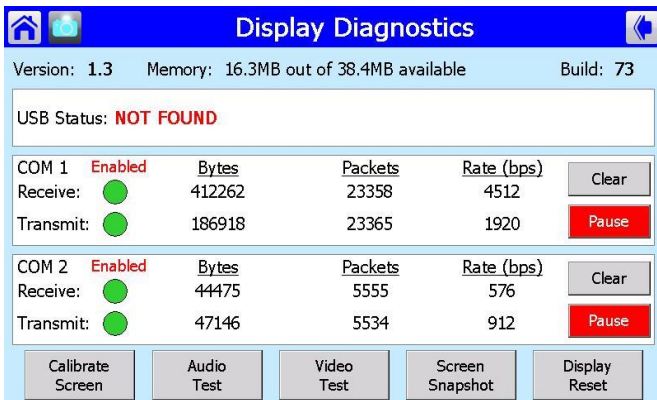 Display Diagnostics
Version: 1.3 Memory: 16.3MB out of 38.4MB available Build: 73
USB Status: NOT FOUND
COM 1 Enabled Bytes Packets Rate (bps) Clear
Receive: 412262 23358 4512
Transmit: 186918 23365 1920 Pause
COM 2 Enabled Bytes Packets Rate (bps) Clear
Receive: 44475 5555 576
Transmit: 47146 5534 912 Pause
Calibrate Screen Audio Test Video Test Screen Snapshot Display Reset